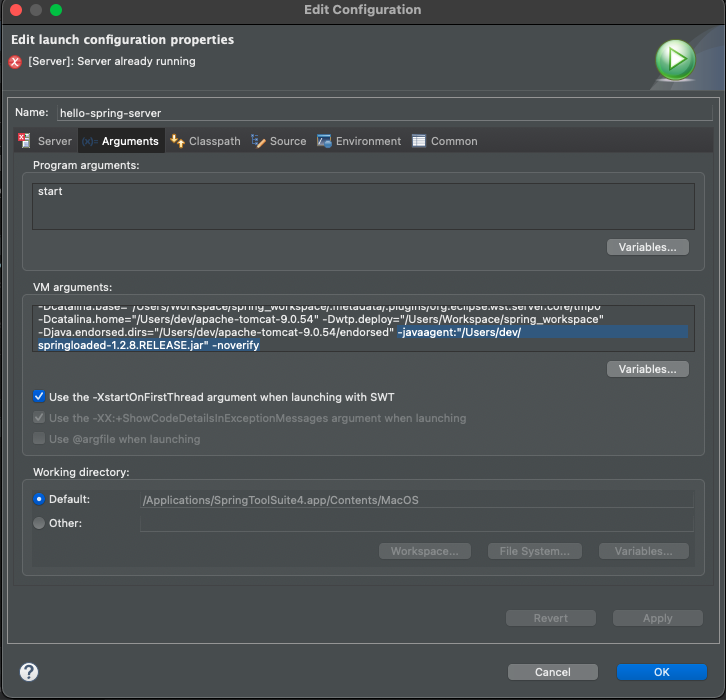 Edit Configuration
Edit launch configuration properties
[Server]: Server already running
Name: hello-spring-server
Server Arguments Classpath Source Environment Common
Program arguments:
start
Variables...
VM arguments:
-Dcatalina.base="/Users/Workspace/spring_workspace/.metadata/.plugins/org.eclipse.wst.server.core/tmp0"
-Dcatalina.home="/Users/dev/apache-tomcat-9.0.54" -Dwtp.deploy="/Users/Workspace/spring_workspace"
-Djava.endorsed.dirs="/Users/dev/apache-tomcat-9.0.54/endorsed" -javaagent:"/Users/dev/
springloaded-1.2.8.RELEASE.jar" -noverify
Variables...
Use the -XstartOnFirstThread argument when launching with SWT
Use the -XX:+ShowCodeDetailsInExceptionMessages argument when launching
Use @argfile when launching
Working directory:
Default: /Applications/SpringToolSuite4.app/Contents/MacOS
Other:
Workspace... File System... Variables...
Revert Apply
Cancel OK